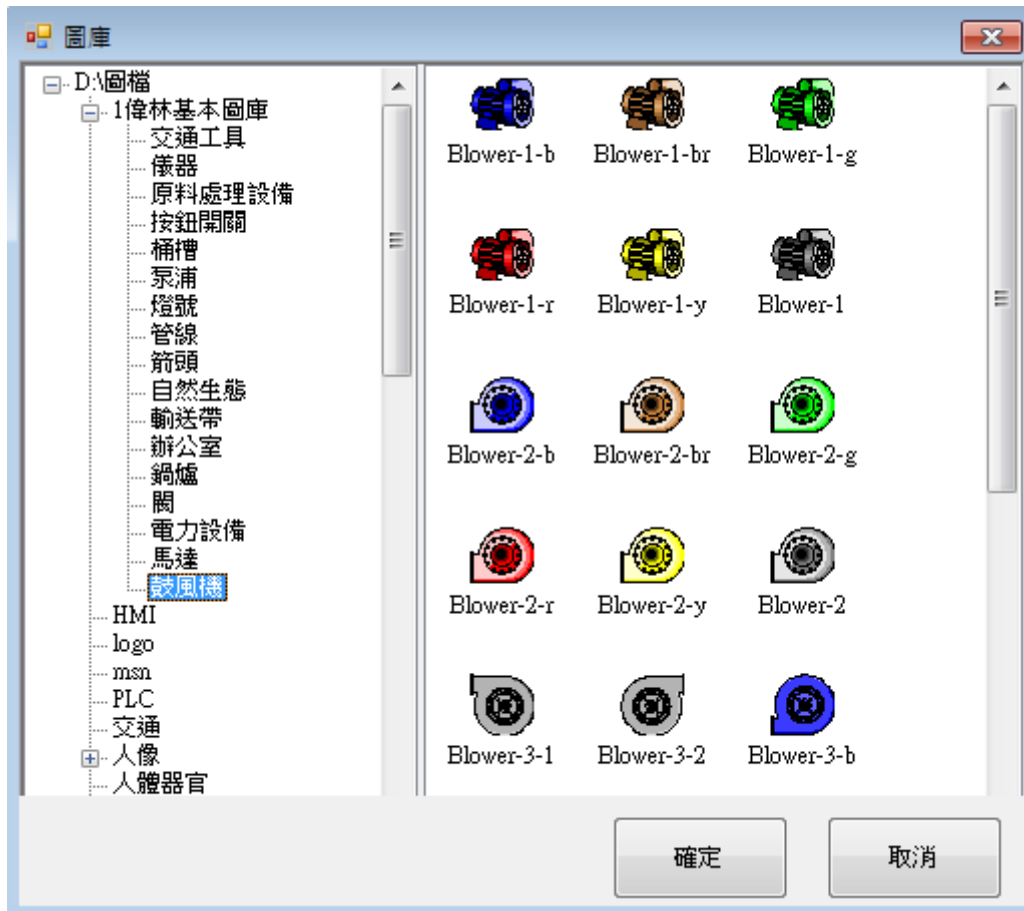 圖庫
D:\圖檔
1偉林基本圖庫
交通工具
儀器
原料處理設備
按鈕開關
桶槽
泵浦
燈號
管線
箭頭
自然生態
輸送帶
辦公室
鍋爐
閥
電力設備
馬達
鼓風機
HMI
logo
msn
PLC
交通
人像
人體器官
Blower-1-b Blower-1-br Blower-1-g
Blower-1-r Blower-1-y Blower-1
Blower-2-b Blower-2-br Blower-2-g
Blower-2-r Blower-2-y Blower-2
Blower-3-1 Blower-3-2 Blower-3-b
確定 取消